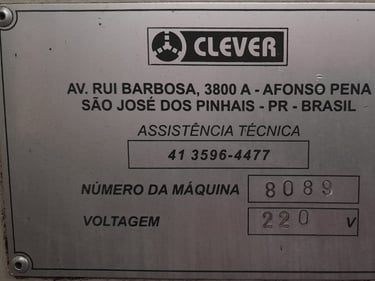 CLEVER
AV. RUI BARBOSA, 3800 A - AFONSO PENA
SÃO JOSÉ DOS PINHAIS - PR - BRASIL
ASSISTÊNCIA TÉCNICA
41 3596-4477
NÚMERO DA MÁQUINA 8089
VOLTAGEM 220 V